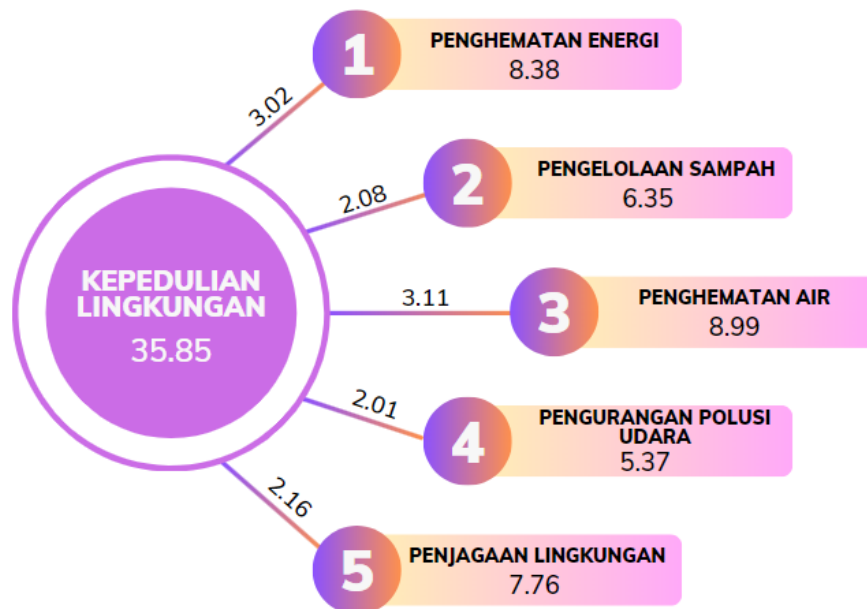 1
PENGHEMATAN ENERGI
8.38
3.02
2
PENGELOLAAN SAMPAH
6.35
2.08
KEPEDULIAN
LINGKUNGAN
35.85
3.11
3
PENGHEMATAN AIR
8.99
2.01
4
PENGURANGAN POLUSI
UDARA
5.37
2.16
5
PENJAGAAN LINGKUNGAN
7.76